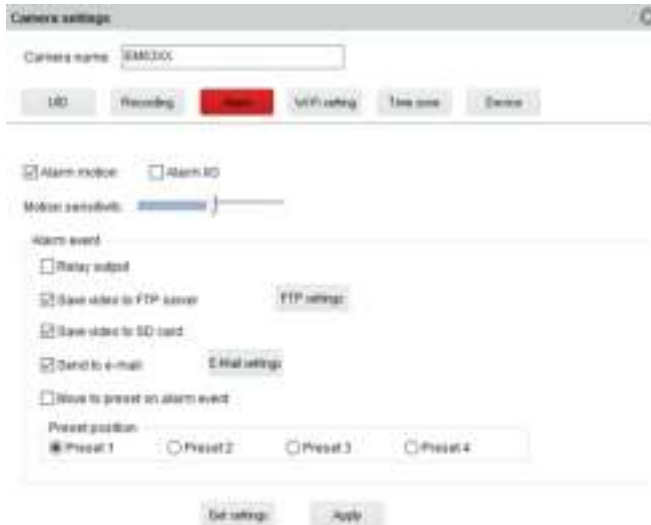 Camera settings
Camera name
UID Recording Alarm WIFI setting Time zone Device
Alarm motion Alarm I/O
Motion sensitivity
Alarm event
Relay output
Save video to FTP server FTP settings
Save video to SD card
Send to e-mail E-Mail settings
Move to preset on alarm event
Preset position
Preset 1 Preset 2 Preset 3 Preset 4
Get settings Apply